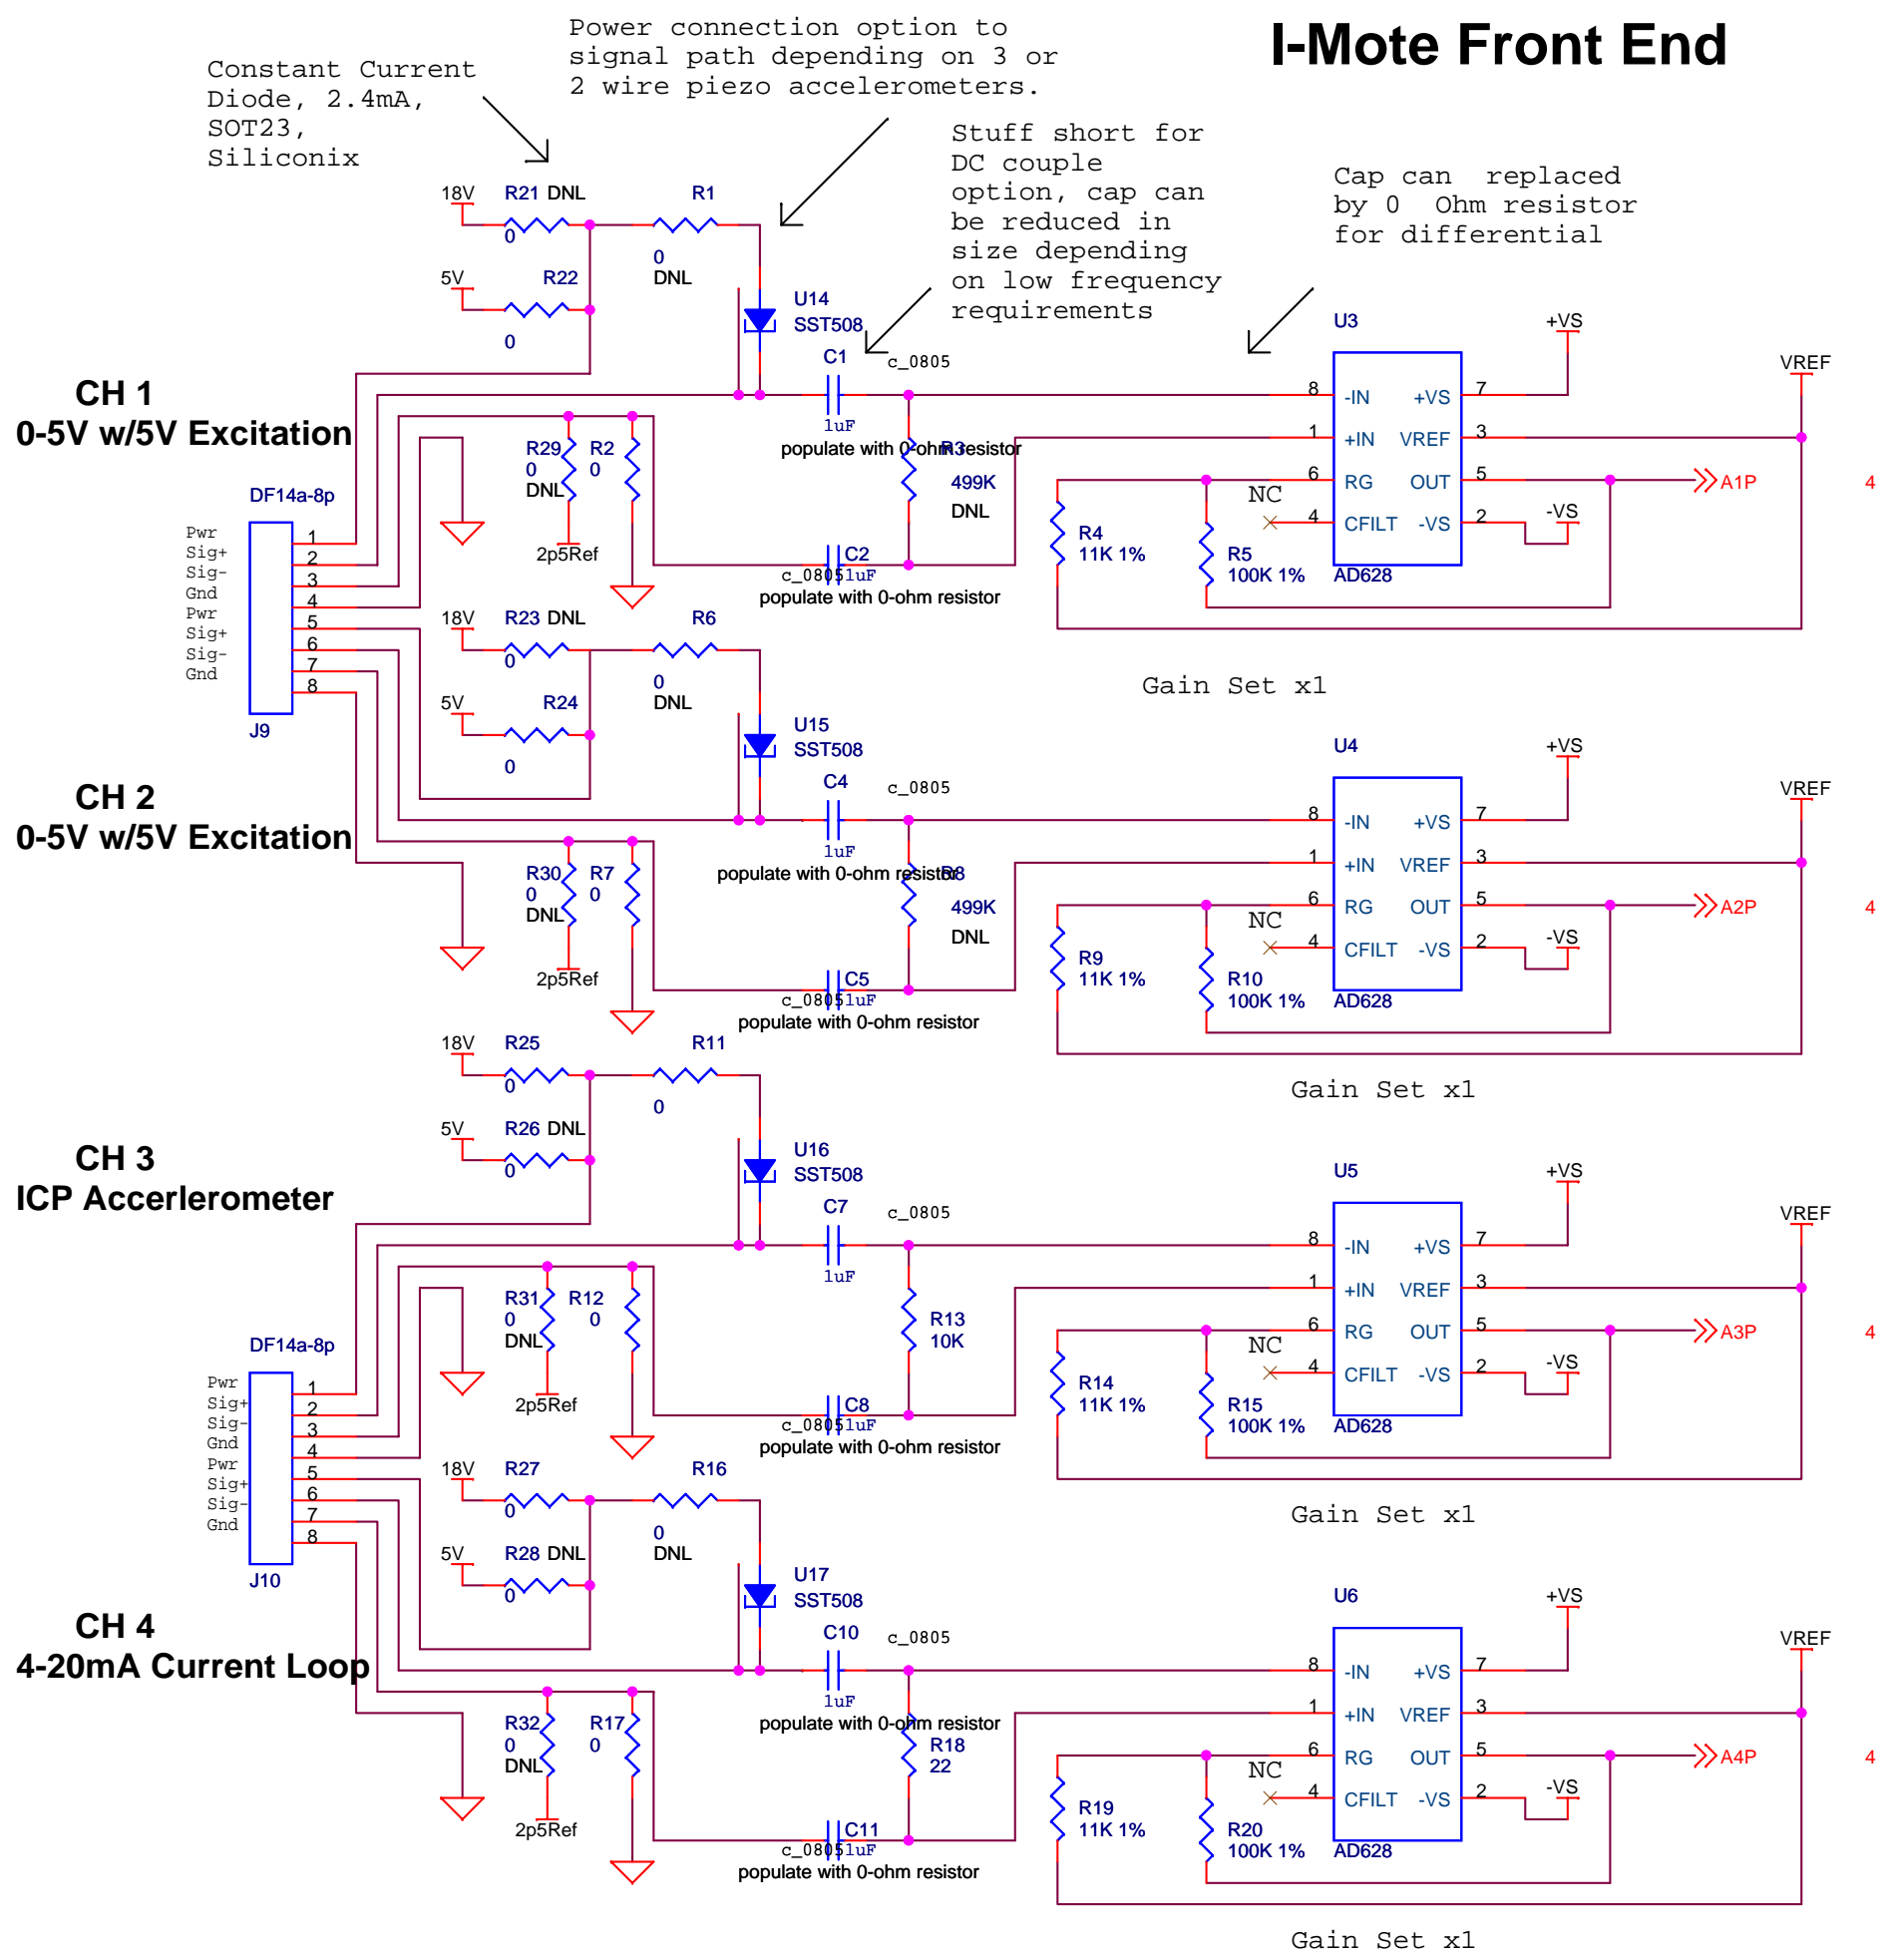 I-Mote Front End
Constant Current
Diode, 2.4mA,
SOT23,
Siliconix
Power connection option to
signal path depending on 3 or
2 wire piezo accelerometers.
Stuff short for
DC couple
option, cap can
be reduced in
size depending
on low frequency
requirements
Cap can  replaced
by 0  Ohm resistor
for differential
CH 1
0-5V w/5V Excitation
18V
R21 DNL
0
R1
0
DNL
5V
R22
0
U14
SST508
C1
c_0805
1uF
populate with 0-ohm resistor
R29
0
DNL
R2
0
2p5Ref
R3
499K
DNL
C2
c_0805 1uF
populate with 0-ohm resistor
DF14a-8p
Pwr 1
Sig+ 2
Sig- 3
Gnd 4
Pwr 5
Sig+ 6
Sig- 7
Gnd 8
J9
U3
8 -IN +VS 7
1 +IN VREF 3
6 RG OUT 5
4 CFILT -VS 2
AD628
+VS
VREF
-VS
NC
A1P
4
R4
11K 1%
R5
100K 1%
Gain Set x1
CH 2
0-5V w/5V Excitation
18V
R23 DNL
0
R6
0
DNL
5V
R24
0
U15
SST508
C4
c_0805
1uF
populate with 0-ohm resistor
R30
0
DNL
R7
0
2p5Ref
R8
499K
DNL
C5
c_0805 1uF
populate with 0-ohm resistor
U4
8 -IN +VS 7
1 +IN VREF 3
6 RG OUT 5
4 CFILT -VS 2
AD628
+VS
VREF
-VS
NC
A2P
4
R9
11K 1%
R10
100K 1%
Gain Set x1
CH 3
ICP Accerlerometer
18V
R25
0
R11
0
5V
R26 DNL
0
U16
SST508
C7
c_0805
1uF
R31
0
DNL
R12
0
2p5Ref
R13
10K
C8
c_0805 1uF
populate with 0-ohm resistor
DF14a-8p
Pwr 1
Sig+ 2
Sig- 3
Gnd 4
Pwr 5
Sig+ 6
Sig- 7
Gnd 8
J10
U5
8 -IN +VS 7
1 +IN VREF 3
6 RG OUT 5
4 CFILT -VS 2
AD628
+VS
VREF
-VS
NC
A3P
4
R14
11K 1%
R15
100K 1%
Gain Set x1
CH 4
4-20mA Current Loop
18V
R27
0
R16
0
DNL
5V
R28 DNL
0
U17
SST508
C10
c_0805
1uF
populate with 0-ohm resistor
R32
0
DNL
R17
0
2p5Ref
R18
22
C11
c_0805 1uF
populate with 0-ohm resistor
U6
8 -IN +VS 7
1 +IN VREF 3
6 RG OUT 5
4 CFILT -VS 2
AD628
+VS
VREF
-VS
NC
A4P
4
R19
11K 1%
R20
100K 1%
Gain Set x1